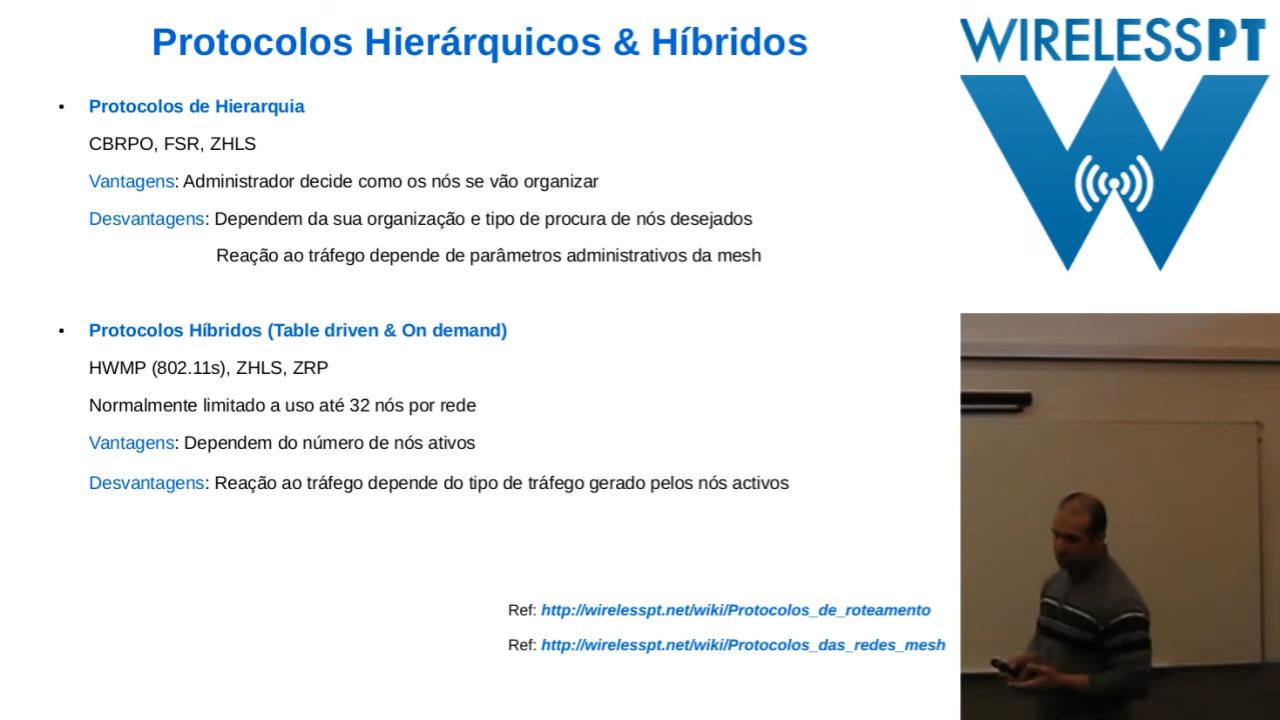 Protocolos Hierárquicos & Híbridos
WIRELESSPT
• Protocolos de Hierarquia
CBRPO, FSR, ZHLS
Vantagens: Administrador decide como os nós se vão organizar
Desvantagens: Dependem da sua organização e tipo de procura de nós desejados
Reação ao tráfego depende de parâmetros administrativos da mesh
• Protocolos Híbridos (Table driven & On demand)
HWMP (802.11s), ZHLS, ZRP
Normalmente limitado a uso até 32 nós por rede
Vantagens: Dependem do número de nós ativos
Desvantagens: Reação ao tráfego depende do tipo de tráfego gerado pelos nós activos
Ref: http://wirelesspt.net/wiki/Protocolos_de_roteamento
Ref: http://wirelesspt.net/wiki/Protocolos_das_redes_mesh